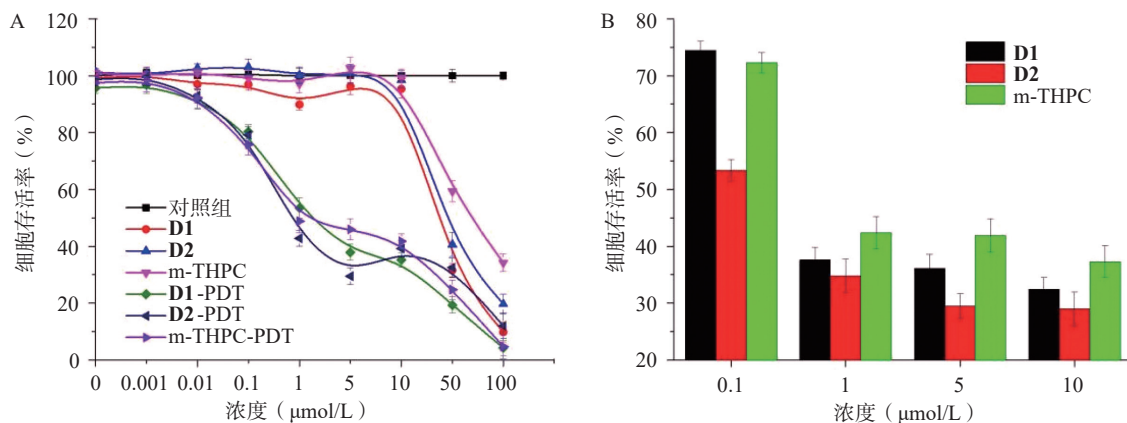 A
120
100
80
60
40
20
0
细胞存活率（%）
对照组
D1
D2
m-THPC
D1-PDT
D2-PDT
m-THPC-PDT
0 0.001 0.01 0.1 1 5 10 50 100
浓度（μmol/L）
B
80
70
60
50
40
30
20
细胞存活率（%）
D1
D2
m-THPC
0.1 1 5 10
浓度（μmol/L）